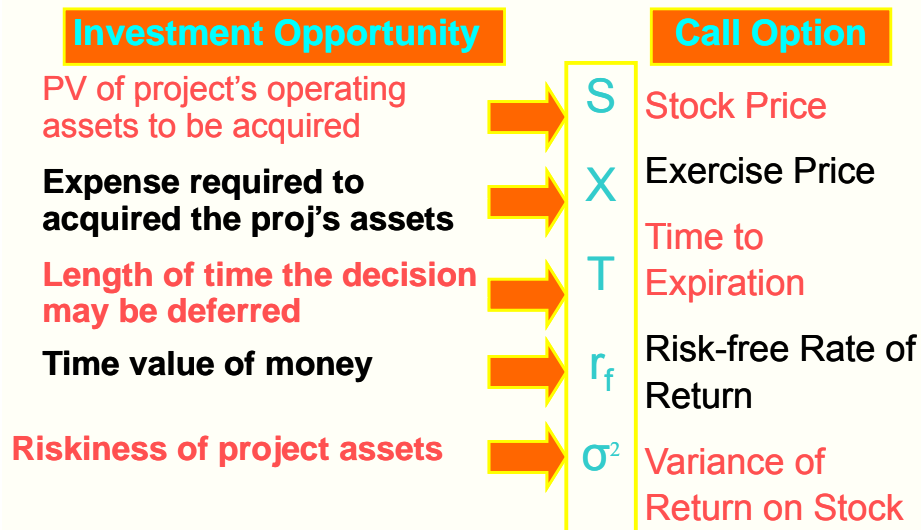 Investment Opportunity
Call Option
PV of project's operating
assets to be acquired
S
Stock Price
Expense required to
acquired the proj's assets
X
Exercise Price
Length of time the decision
may be deferred
T
Time to
Expiration
Time value of money
rf
Risk-free Rate of
Return
Riskiness of project assets
σ²
Variance of
Return on Stock